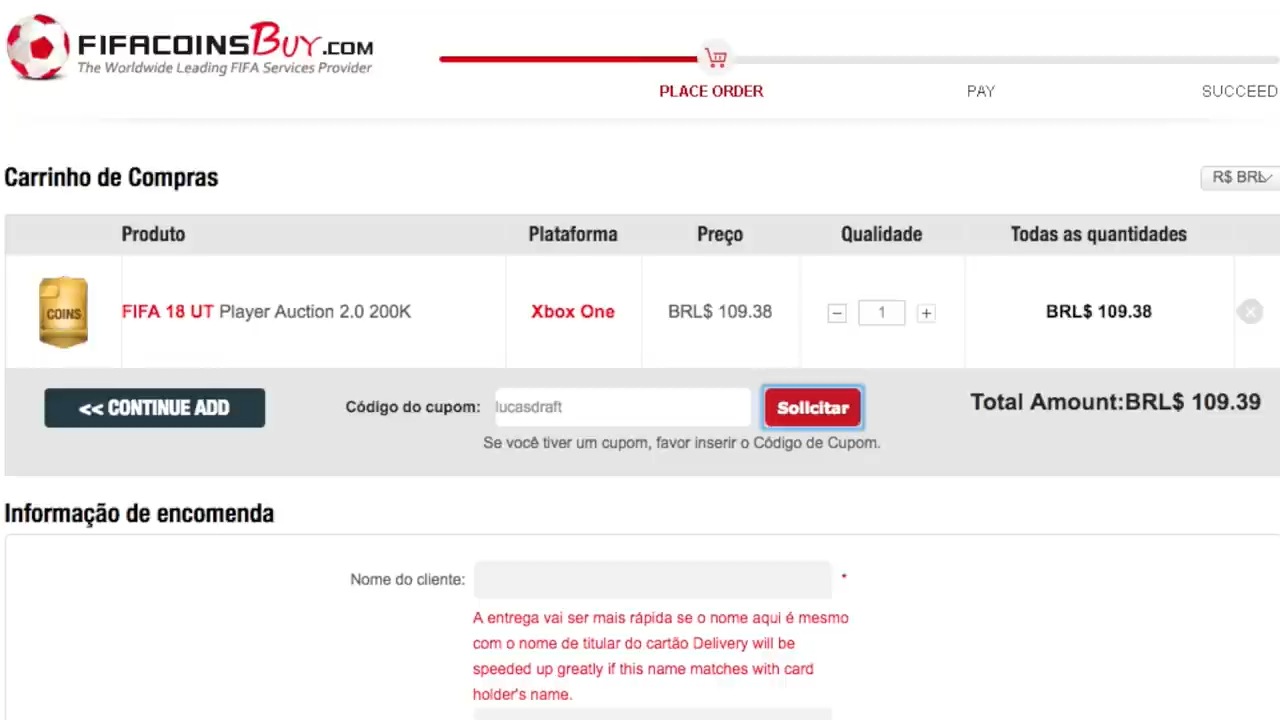 FIFACOINSBuy.COM
The Worldwide Leading FIFA Services Provider
PLACE ORDER PAY SUCCEED
Carrinho de Compras
R$ BRL
Produto Plataforma Preço Qualidade Todas as quantidades
COINS
FIFA 18 UT Player Auction 2.0 200K Xbox One BRL$ 109.38 − 1 + BRL$ 109.38
<< CONTINUE ADD Código do cupom: lucasdraft Solicitar Total Amount:BRL$ 109.39
Se você tiver um cupom, favor inserir o Código de Cupom.
Informação de encomenda
Nome do cliente: *
A entrega vai ser mais rápida se o nome aqui é mesmo
com o nome de titular do cartão Delivery will be
speeded up greatly if this name matches with card
holder's name.